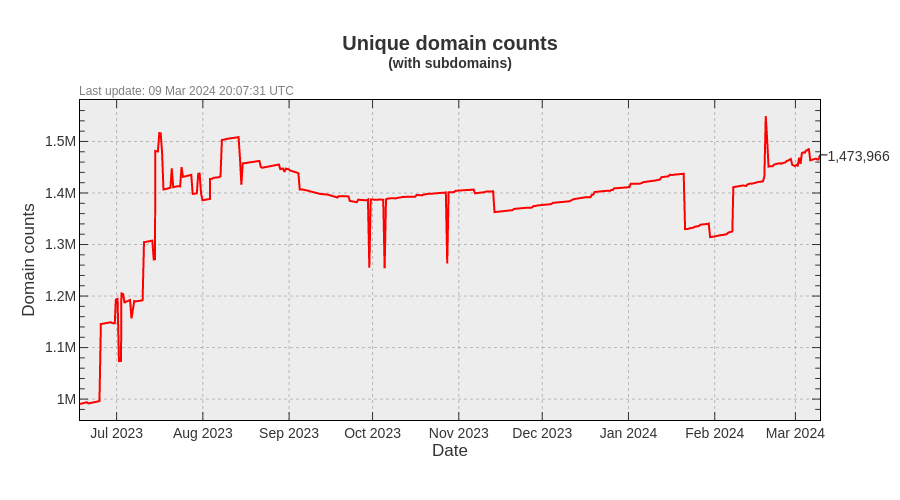 Unique domain counts
(with subdomains)
Last update: 09 Mar 2024 20:07:31 UTC
1.5M
1.4M
1.3M
1.2M
1.1M
1M
Domain counts
1,473,966
Jul 2023
Aug 2023
Sep 2023
Oct 2023
Nov 2023
Dec 2023
Jan 2024
Feb 2024
Mar 2024
Date